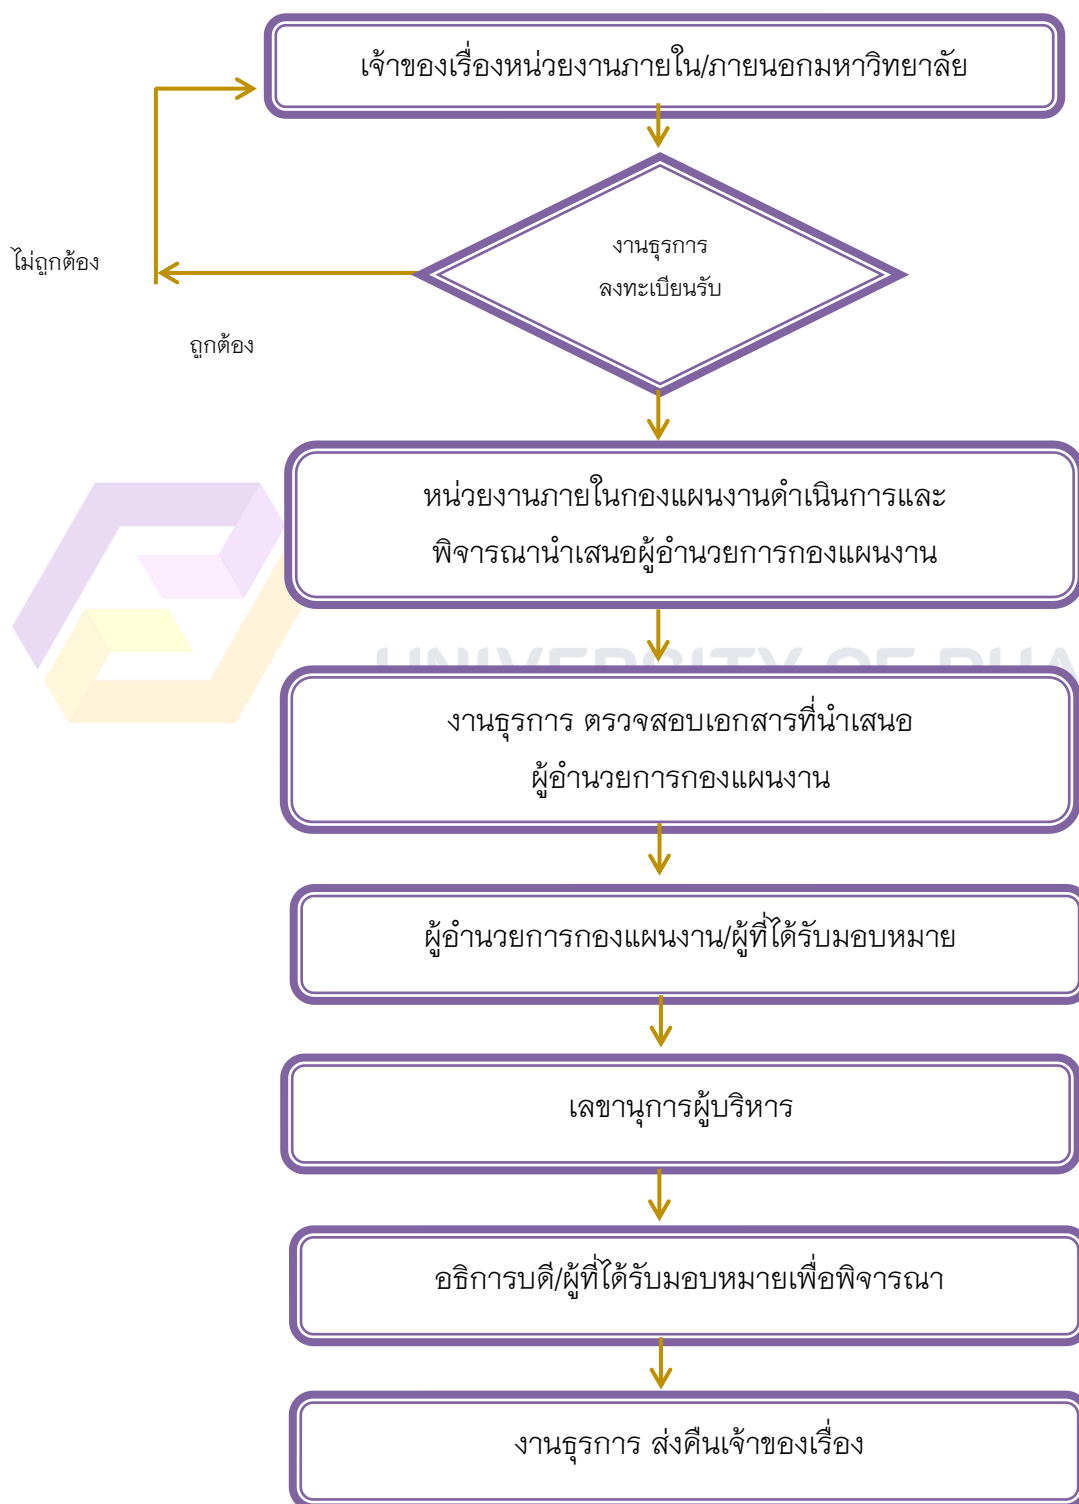 เจ้าของเรื่องหน่วยงานภายใน/ภายนอกมหาวิทยาลัย
งานธุรการ
ลงทะเบียนรับ
ไม่ถูกต้อง
ถูกต้อง
หน่วยงานภายในกองแผนงานดำเนินการและ
พิจารณานำเสนอผู้อำนวยการกองแผนงาน
UNIVERSITY OF
งานธุรการ ตรวจสอบเอกสารที่นำเสนอ
ผู้อำนวยการกองแผนงาน
ผู้อำนวยการกองแผนงาน/ผู้ที่ได้รับมอบหมาย
เลขานุการผู้บริหาร
อธิการบดี/ผู้ที่ได้รับมอบหมายเพื่อพิจารณา
งานธุรการ ส่งคืนเจ้าของเรื่อง